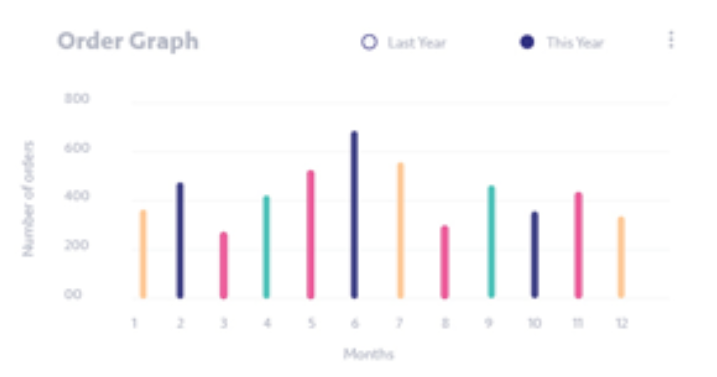 Order Graph
Last Year
This Year
800
600
400
200
00
Number of orders
1 2 3 4 5 6 7 8 9 10 11 12
Months